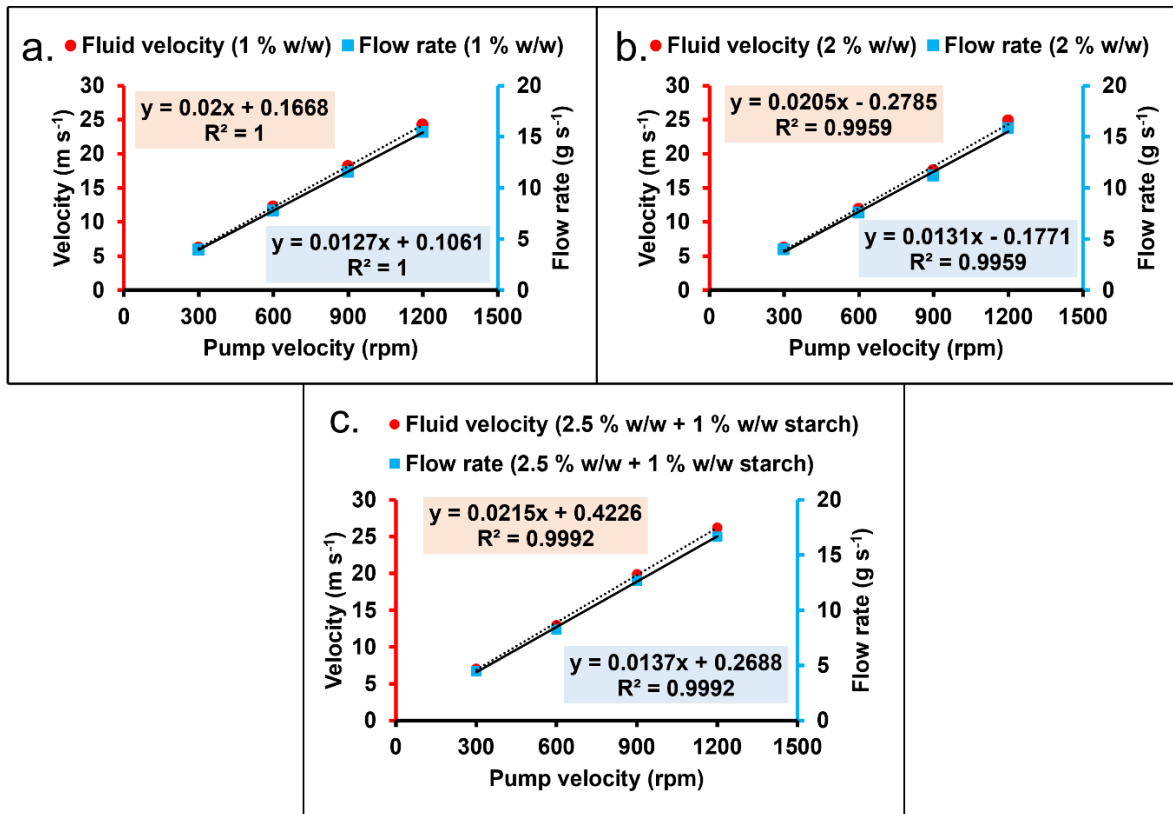 a.
Fluid velocity (1 % w/w) Flow rate (1 % w/w)
30
25
20
15
10
5
0
Velocity (m s⁻¹)
y = 0.02x + 0.1668
R² = 1
y = 0.0127x + 0.1061
R² = 1
20
15
10
5
0
Flow rate (g s⁻¹)
0 300 600 900 1200 1500
Pump velocity (rpm)
b.
Fluid velocity (2 % w/w) Flow rate (2 % w/w)
30
25
20
15
10
5
0
Velocity (m s⁻¹)
y = 0.0205x - 0.2785
R² = 0.9959
y = 0.0131x - 0.1771
R² = 0.9959
20
15
10
5
0
Flow rate (g s⁻¹)
0 300 600 900 1200 1500
Pump velocity (rpm)
c.
Fluid velocity (2.5 % w/w + 1 % w/w starch)
Flow rate (2.5 % w/w + 1 % w/w starch)
30
25
20
15
10
5
0
Velocity (m s⁻¹)
y = 0.0215x + 0.4226
R² = 0.9992
y = 0.0137x + 0.2688
R² = 0.9992
20
15
10
5
0
Flow rate (g s⁻¹)
0 300 600 900 1200 1500
Pump velocity (rpm)